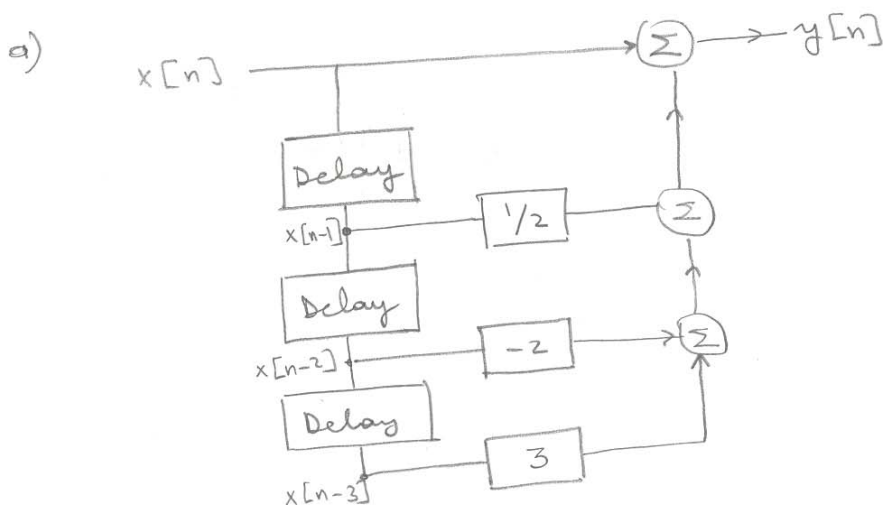 a)
x[n]
Σ
y[n]
Delay
x[n-1]
1/2
Σ
Delay
x[n-2]
-2
Σ
Delay
x[n-3]
3